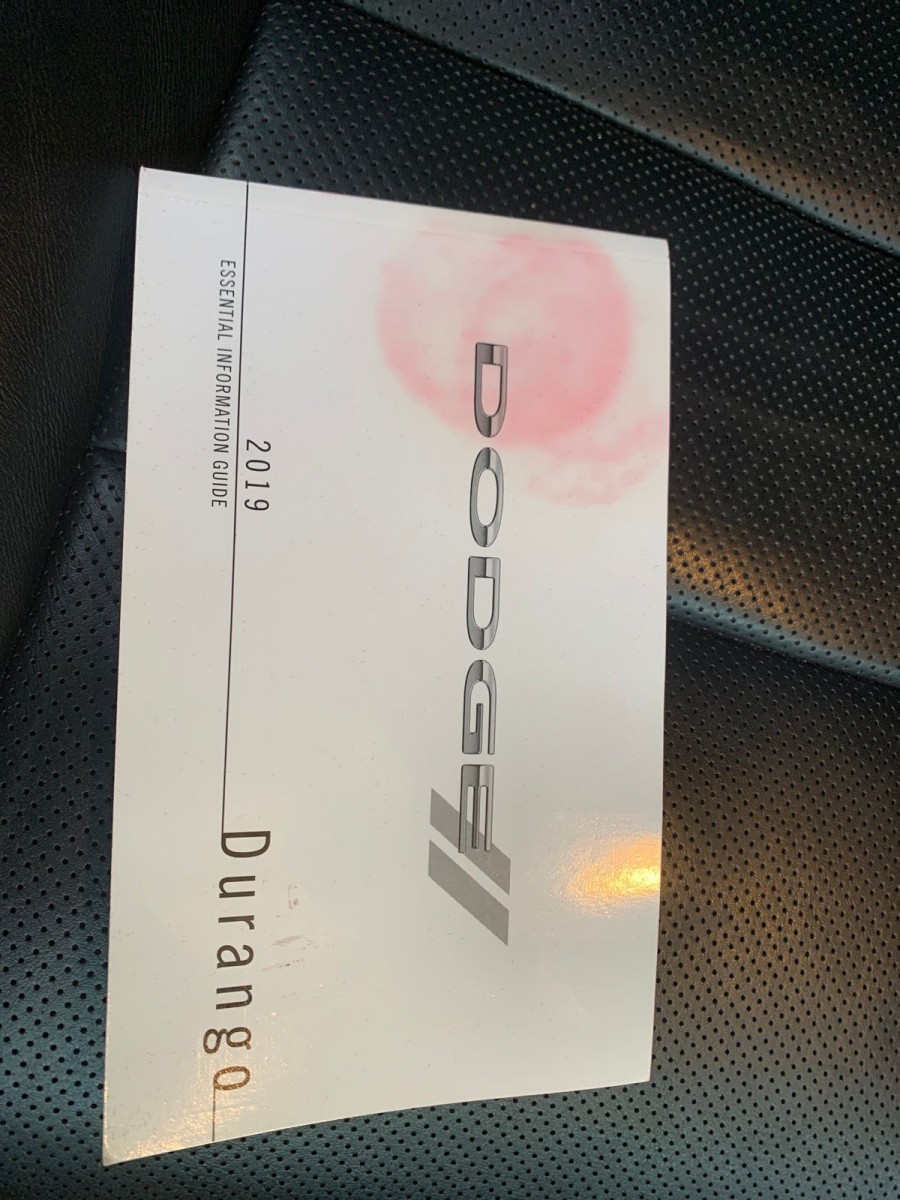 DODGE
2019
Durango
ESSENTIAL INFORMATION GUIDE